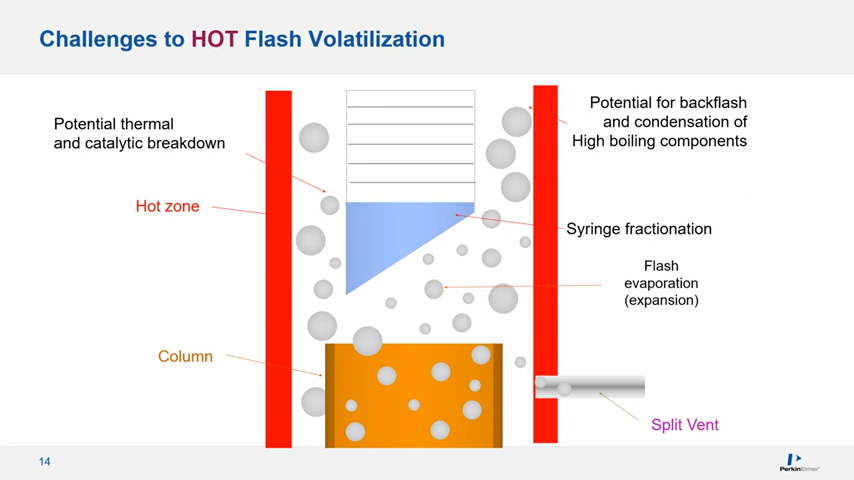 Challenges to HOT Flash Volatilization
Potential thermal
and catalytic breakdown
Potential for backflash
and condensation of
High boiling components
Hot zone
Syringe fractionation
Flash
evaporation
(expansion)
Column
Split Vent
14
PerkinElmer